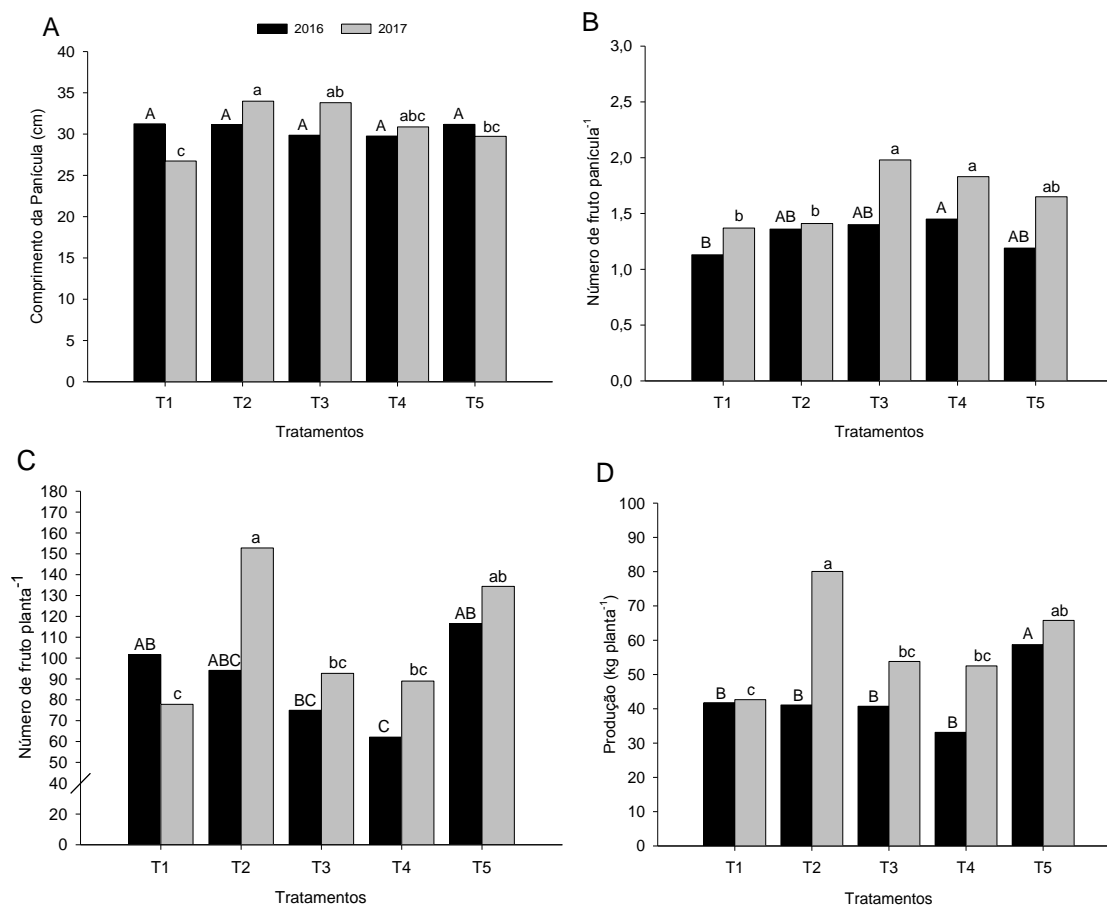 A
2016 2017
Comprimento da Panícula (cm)
40
35
30
25
20
15
10
5
0
A c A a A ab A abc A bc
T1 T2 T3 T4 T5
Tratamentos
B
Número de fruto panícula-1
3,0
2,5
2,0
1,5
1,0
0,5
0,0
B b AB b AB a A a AB ab
T1 T2 T3 T4 T5
Tratamentos
C
Número de fruto planta-1
180
170
160
150
140
130
120
110
100
90
80
70
60
50
40
20
0
AB c ABC a BC bc C bc AB ab
T1 T2 T3 T4 T5
Tratamentos
D
Produção (kg planta-1)
100
90
80
70
60
50
40
30
20
10
0
B c B a B bc B bc A ab
T1 T2 T3 T4 T5
Tratamentos